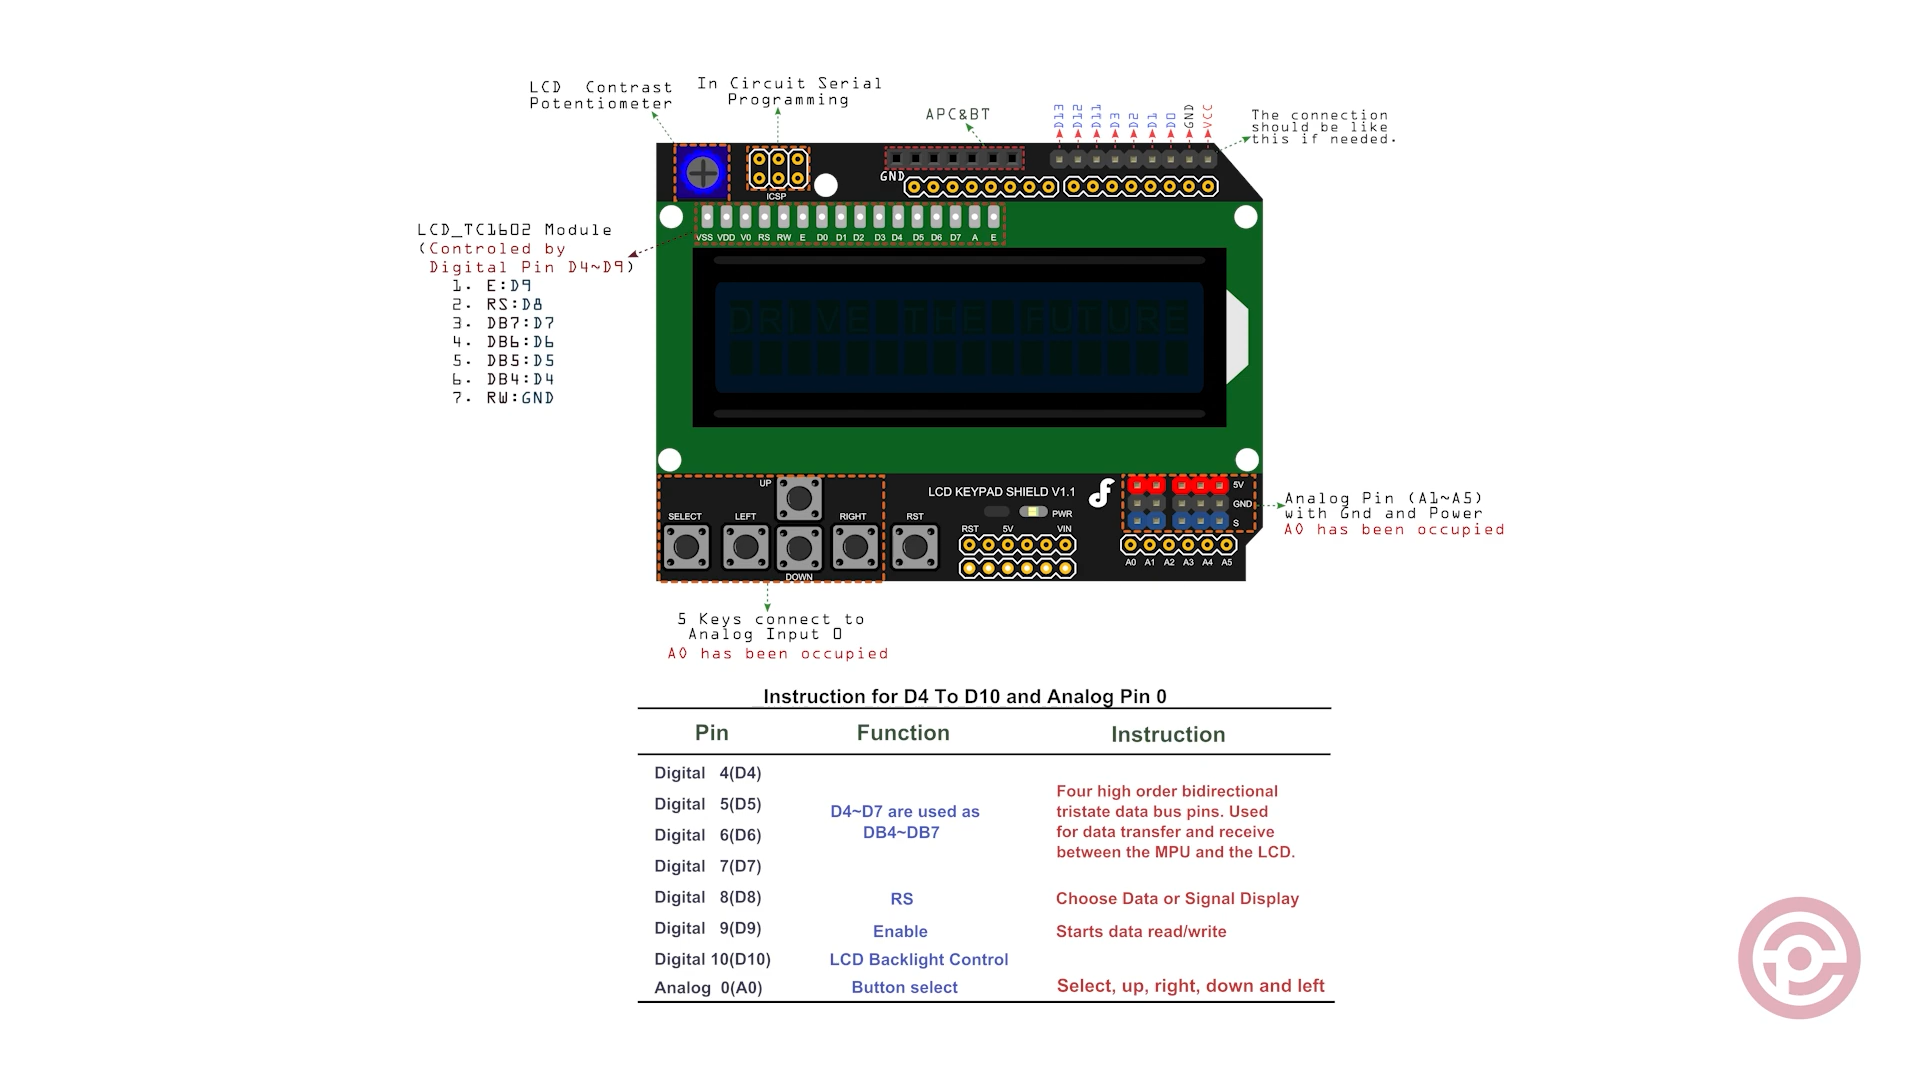 LCD Contrast
Potentiometer
In Circuit Serial
Programming
APC&BT
D13
D12
D11
D3
D2
D1
D0
GND
VCC
The connection
should be like
this if needed.
GND
ICSP
VSS VDD V0 RS RW E D0 D1 D2 D3 D4 D5 D6 D7 A E
LCD_TC1602 Module
(Controled by
Digital Pin D4~D9)
1. E:D9
2. RS:D8
3. DB7:D7
4. DB6:D6
5. DB5:D5
6. DB4:D4
7. RW:GND
DRIVE THE FUTURE
UP
SELECT
LEFT
RIGHT
DOWN
RST
LCD KEYPAD SHIELD V1.1
PWR
RST 5V VIN
5V
GND
S
A0 A1 A2 A3 A4 A5
Analog Pin (A1~A5)
with Gnd and Power
A0 has been occupied
5 Keys connect to
Analog Input 0
A0 has been occupied
Instruction for D4 To D10 and Analog Pin 0
Pin Function Instruction
Digital 4(D4)
Digital 5(D5)
Digital 6(D6)
Digital 7(D7)
D4~D7 are used as
DB4~DB7
Four high order bidirectional
tristate data bus pins. Used
for data transfer and receive
between the MPU and the LCD.
Digital 8(D8) RS Choose Data or Signal Display
Digital 9(D9) Enable Starts data read/write
Digital 10(D10) LCD Backlight Control
Analog 0(A0) Button select Select, up, right, down and left